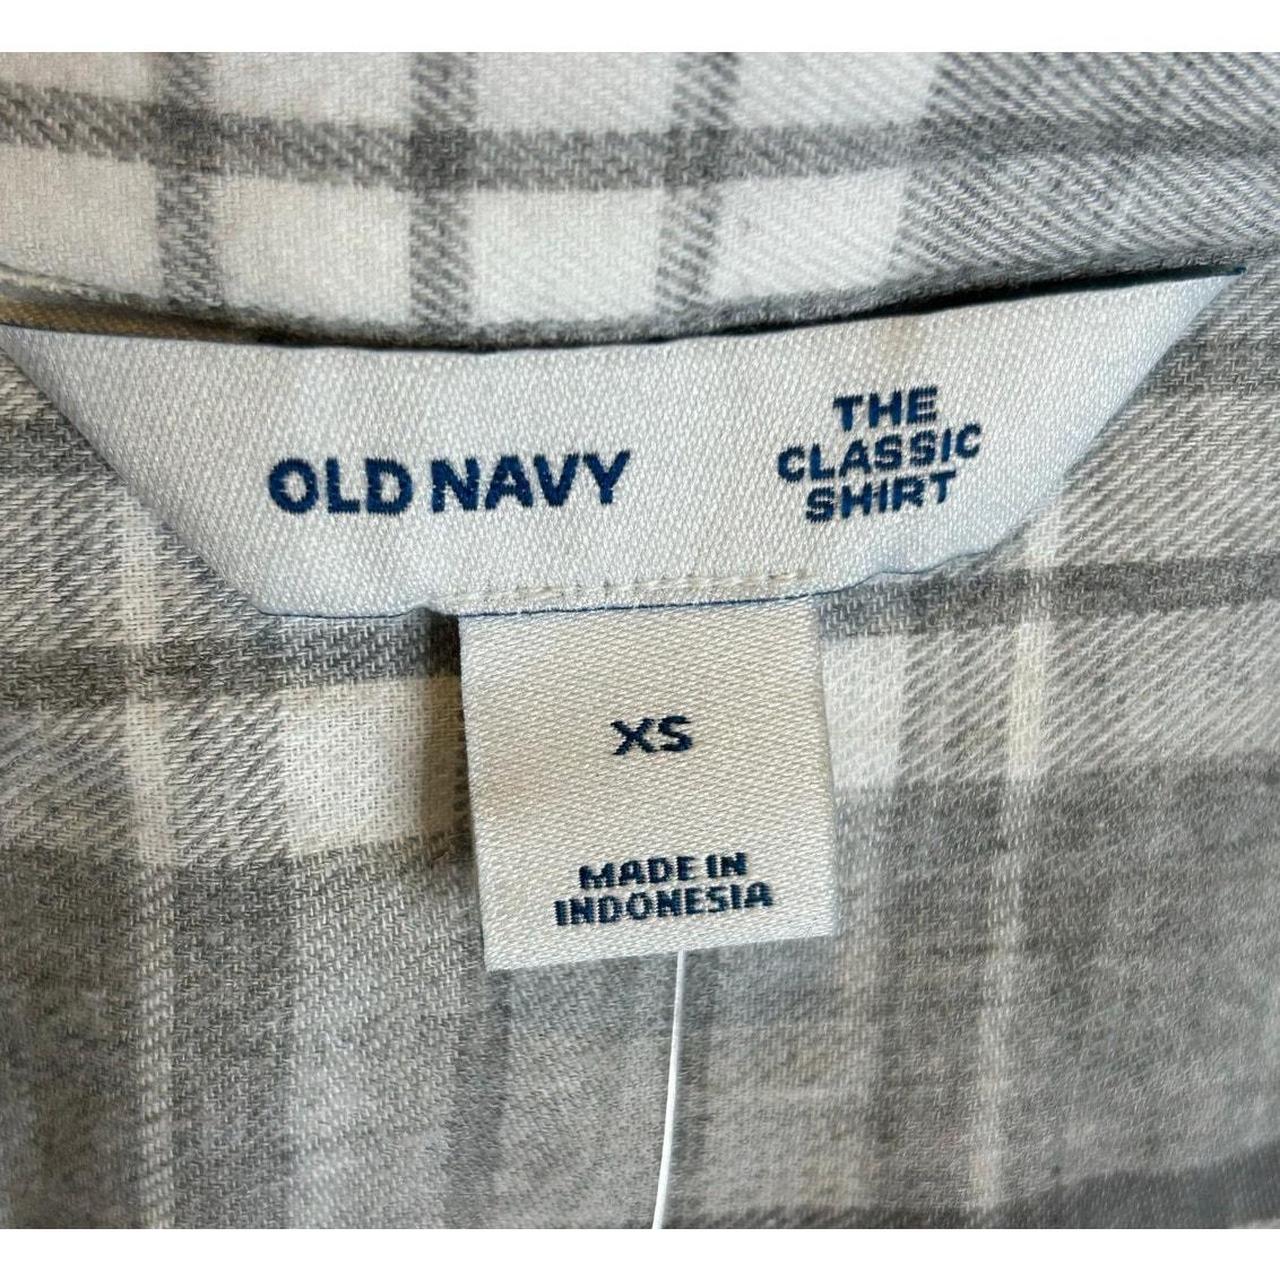 OLD NAVY
THE
CLASSIC
SHIRT
XS
MADE IN
INDONESIA